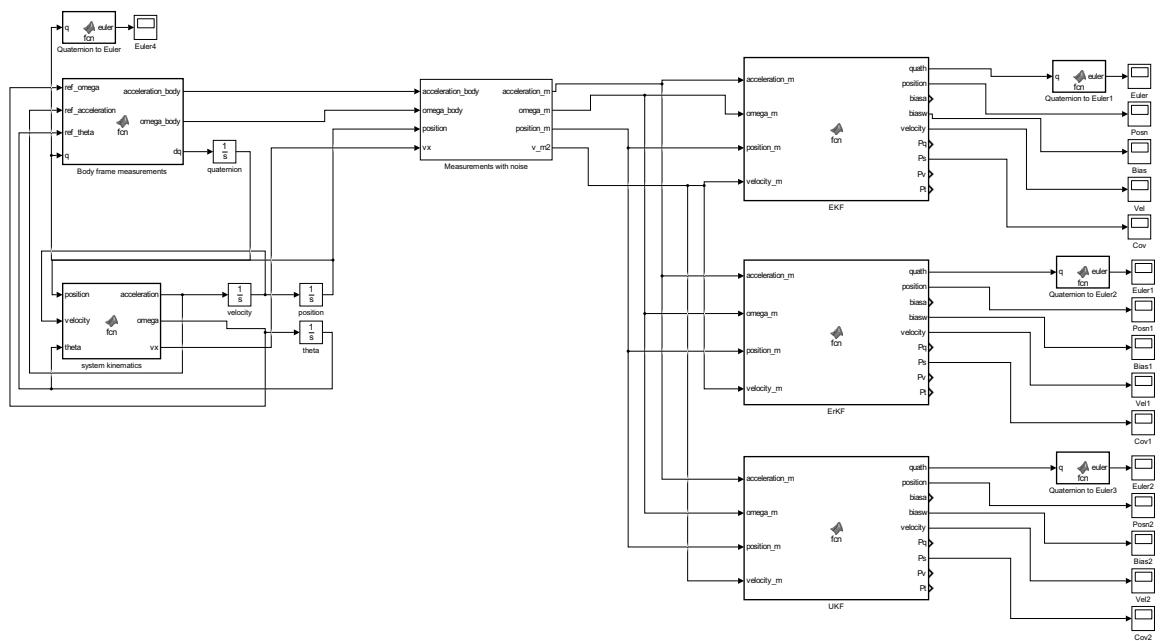 q
euler
fcn
Quaternion to Euler
Euler4
ref_omega
ref_acceleration
ref_theta
q
acceleration_body
omega_body
dq
fcn
Body frame measurements
1
s
quaternion
position
velocity
theta
acceleration
omega
vx
fcn
system kinematics
1
s
velocity
1
s
position
1
s
theta
acceleration_body
omega_body
position
vx
acceleration_m
omega_m
position_m
v_m2
Measurements with noise
acceleration_m
omega_m
position_m
velocity_m
fcn
quath
position
biasa
biasw
velocity
Pq
Ps
Pv
Pt
EKF
q
euler
fcn
Quaternion to Euler1
Euler
Posn
Bias
Vel
Cov
acceleration_m
omega_m
position_m
velocity_m
fcn
quath
position
biasa
biasw
velocity
Pq
Ps
Pv
Pt
ErKF
q
euler
fcn
Quaternion to Euler2
Euler1
Posn1
Bias1
Vel1
Cov1
acceleration_m
omega_m
position_m
velocity_m
fcn
quath
position
biasa
biasw
velocity
Pq
Ps
Pv
Pt
UKF
q
euler
fcn
Quaternion to Euler3
Euler2
Posn2
Bias2
Vel2
Cov2